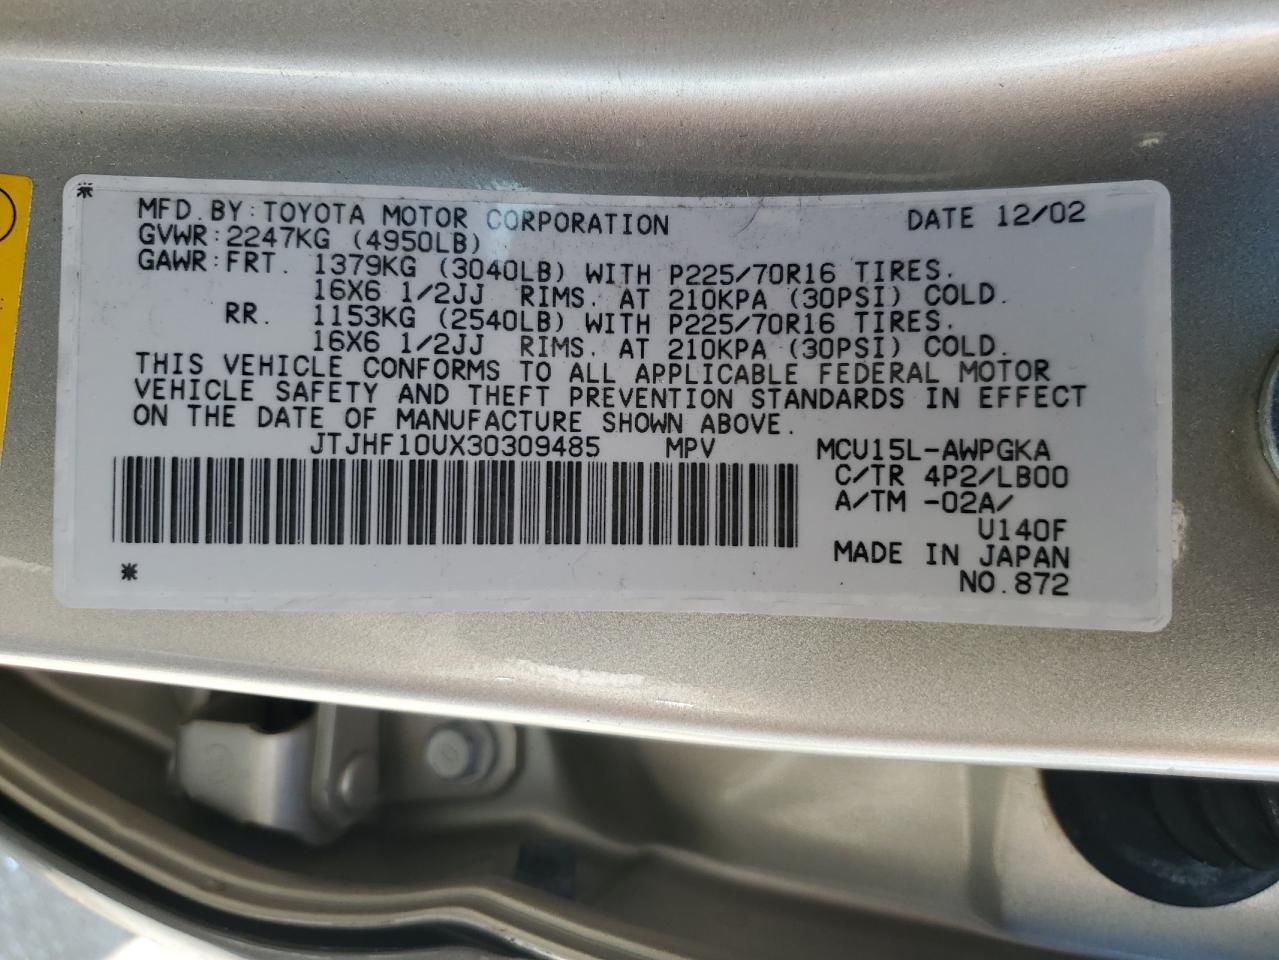 MFD. BY: TOYOTA MOTOR CORPORATION DATE 12/02
GVWR: 2247KG (4950LB)
GAWR: FRT. 1379KG (3040LB) WITH P225/70R16 TIRES.
16X6 1/2JJ RIMS. AT 210KPA (30PSI) COLD.
RR. 1153KG (2540LB) WITH P225/70R16 TIRES.
16X6 1/2JJ RIMS. AT 210KPA (30PSI) COLD.
THIS VEHICLE CONFORMS TO ALL APPLICABLE FEDERAL MOTOR
VEHICLE SAFETY AND THEFT PREVENTION STANDARDS IN EFFECT
ON THE DATE OF MANUFACTURE SHOWN ABOVE.
JTJHF10UX30309485 MPV MCU15L-AWPGKA
C/TR 4P2/LB00
A/TM -02A/
U140F
MADE IN JAPAN
NO. 872